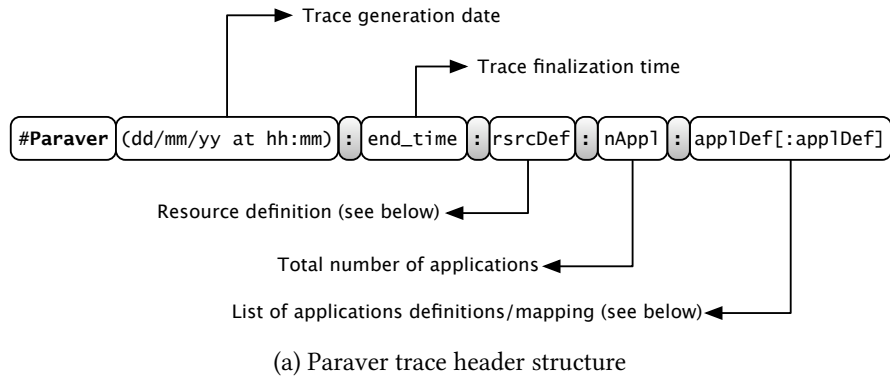 Trace generation date
Trace finalization time
#Paraver (dd/mm/yy at hh:mm) : end_time : rsrcDef : nAppl : applDef[:applDef]
Resource definition (see below)
Total number of applications
List of applications definitions/mapping (see below)
(a) Paraver trace header structure